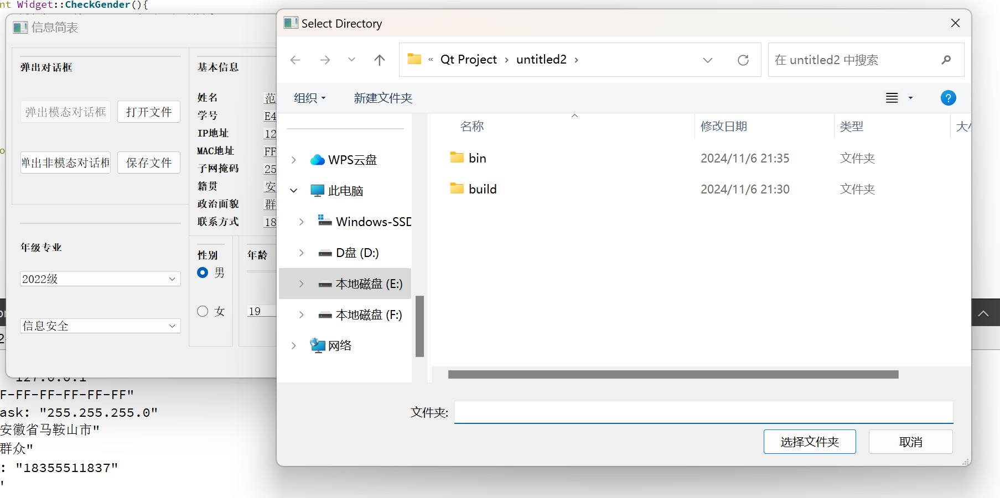 nt Widget::CheckGender(){
信息简表
弹出对话框
弹出模态对话框
打开文件
弹出非模态对话框
保存文件
年级专业
2022级
信息安全
基本信息
姓名 范
学号 E4
IP地址 12
MAC地址 FF
子网掩码 25
籍贯 安
政治面貌 群
联系方式 18
性别
男
女
年龄
19
Select Directory
« Qt Project › untitled2 ›
在 untitled2 中搜索
组织
新建文件夹
名称 修改日期 类型 大小
bin 2024/11/6 21:35 文件夹
build 2024/11/6 21:30 文件夹
WPS云盘
此电脑
Windows-SSD
D盘 (D:)
本地磁盘 (E:)
本地磁盘 (F:)
网络
文件夹:
选择文件夹
取消
127.0.0.1
F-FF-FF-FF-FF-FF"
ask: "255.255.255.0"
安徽省马鞍山市"
群众"
: "18355511837"